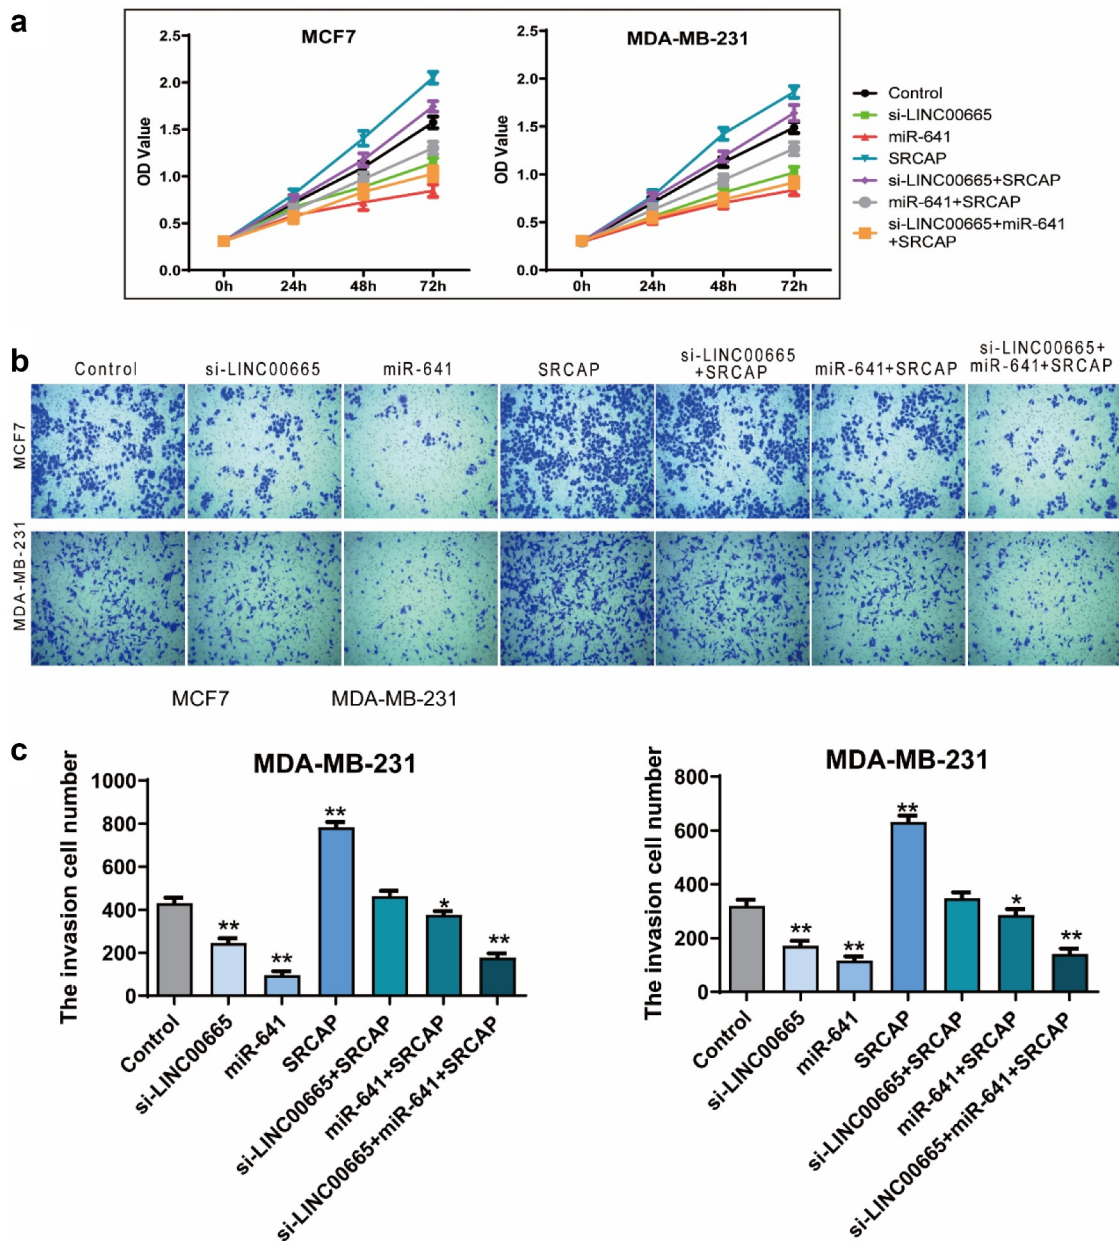 a
MCF7
MDA-MB-231
OD Value
2.5
2.0
1.5
1.0
0.5
0.0
0h
24h
48h
72h
OD Value
2.5
2.0
1.5
1.0
0.5
0.0
0h
24h
48h
72h
Control
si-LINC00665
miR-641
SRCAP
si-LINC00665+SRCAP
miR-641+SRCAP
si-LINC00665+miR-641
+SRCAP
b
Control
si-LINC00665
miR-641
SRCAP
si-LINC00665
+SRCAP
miR-641+SRCAP
si-LINC00665+
miR-641+SRCAP
MCF7
MDA-MB-231
MCF7
MDA-MB-231
c
MDA-MB-231
The invasion cell number
1000
800
600
400
200
0
**
**
**
*
**
Control
si-LINC00665
miR-641
SRCAP
si-LINC00665+SRCAP
miR-641+SRCAP
si-LINC00665+miR-641+SRCAP
MDA-MB-231
The invasion cell number
800
600
400
200
0
**
**
**
*
**
Control
si-LINC00665
miR-641
SRCAP
si-LINC00665+SRCAP
miR-641+SRCAP
si-LINC00665+miR-641+SRCAP